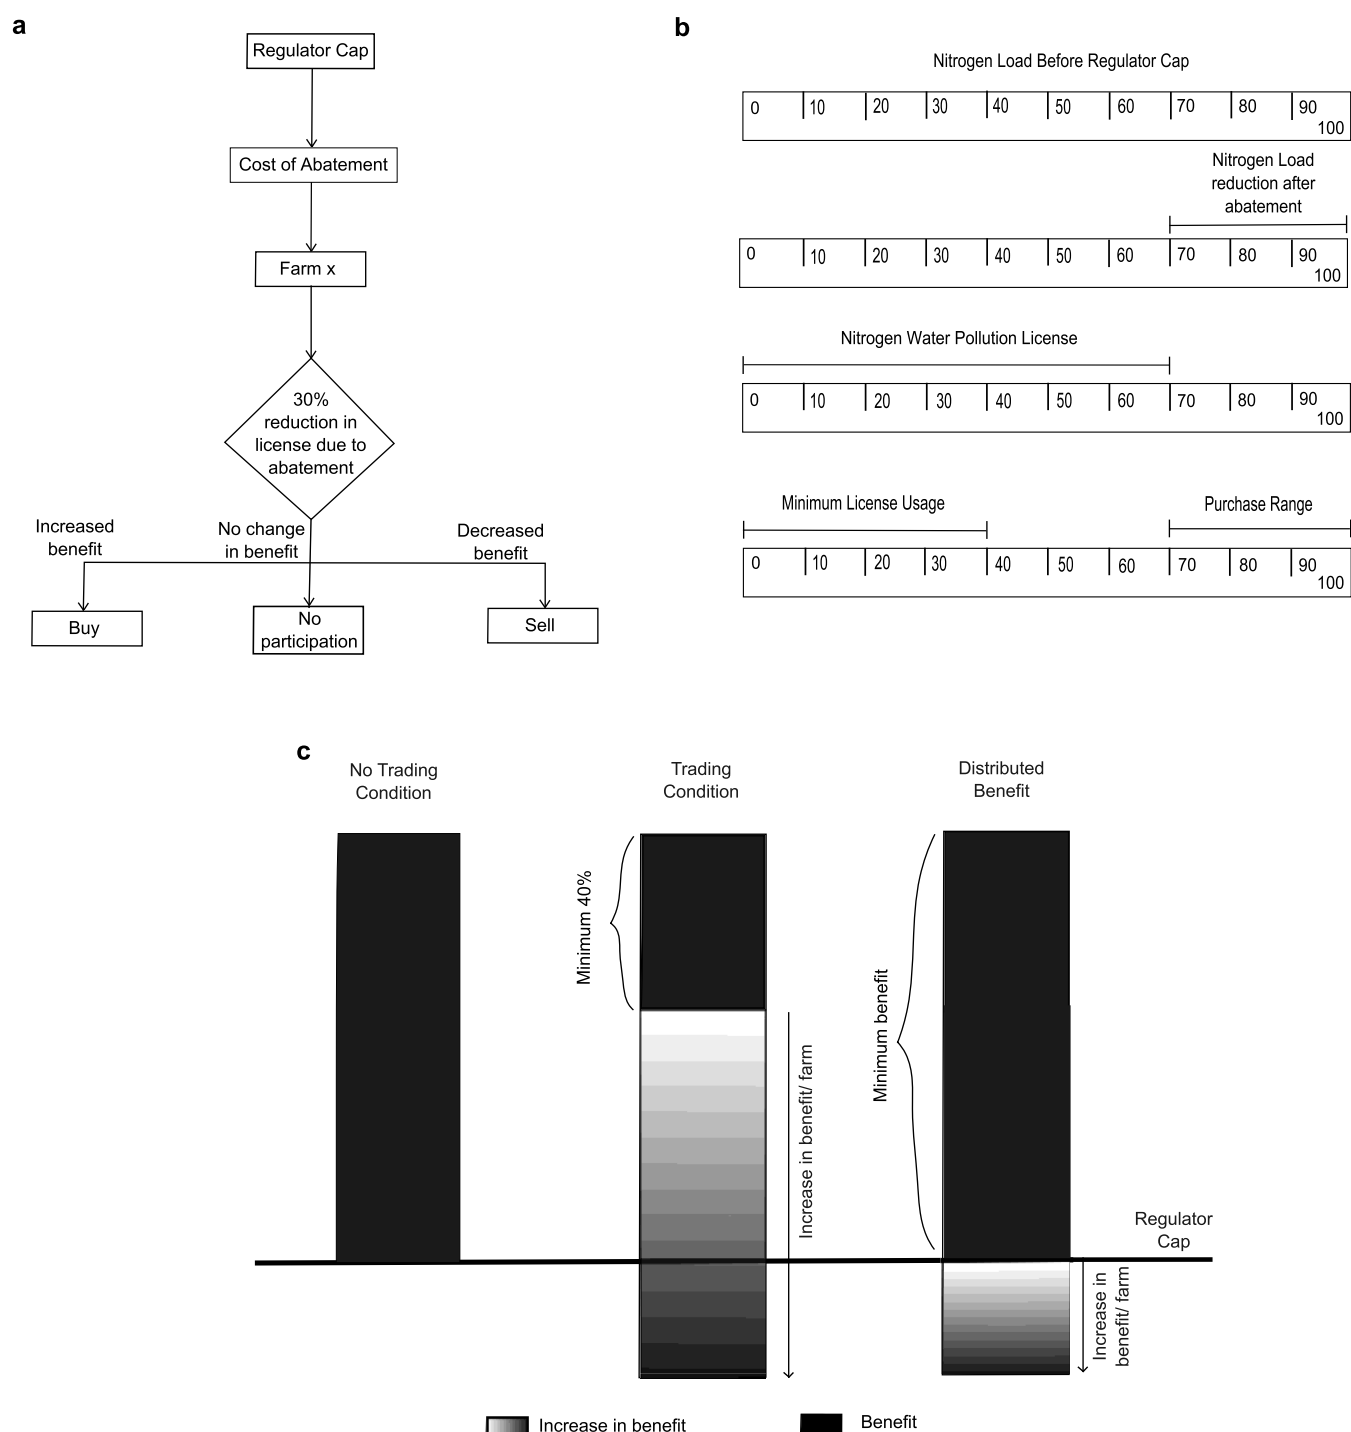 a
Regulator Cap
Cost of Abatement
Farm x
30%
reduction in
license due to
abatement
Increased
benefit
No change
in benefit
Decreased
benefit
Buy
No
participation
Sell
b
Nitrogen Load Before Regulator Cap
0 10 20 30 40 50 60 70 80 90
100
Nitrogen Load
reduction after
abatement
0 10 20 30 40 50 60 70 80 90
100
Nitrogen Water Pollution License
0 10 20 30 40 50 60 70 80 90
100
Minimum License Usage
Purchase Range
0 10 20 30 40 50 60 70 80 90
100
c
No Trading
Condition
Trading
Condition
Distributed
Benefit
Minimum 40%
Increase in benefit/ farm
Minimum benefit
Regulator
Cap
Increase in
benefit/ farm
Increase in benefit
Benefit